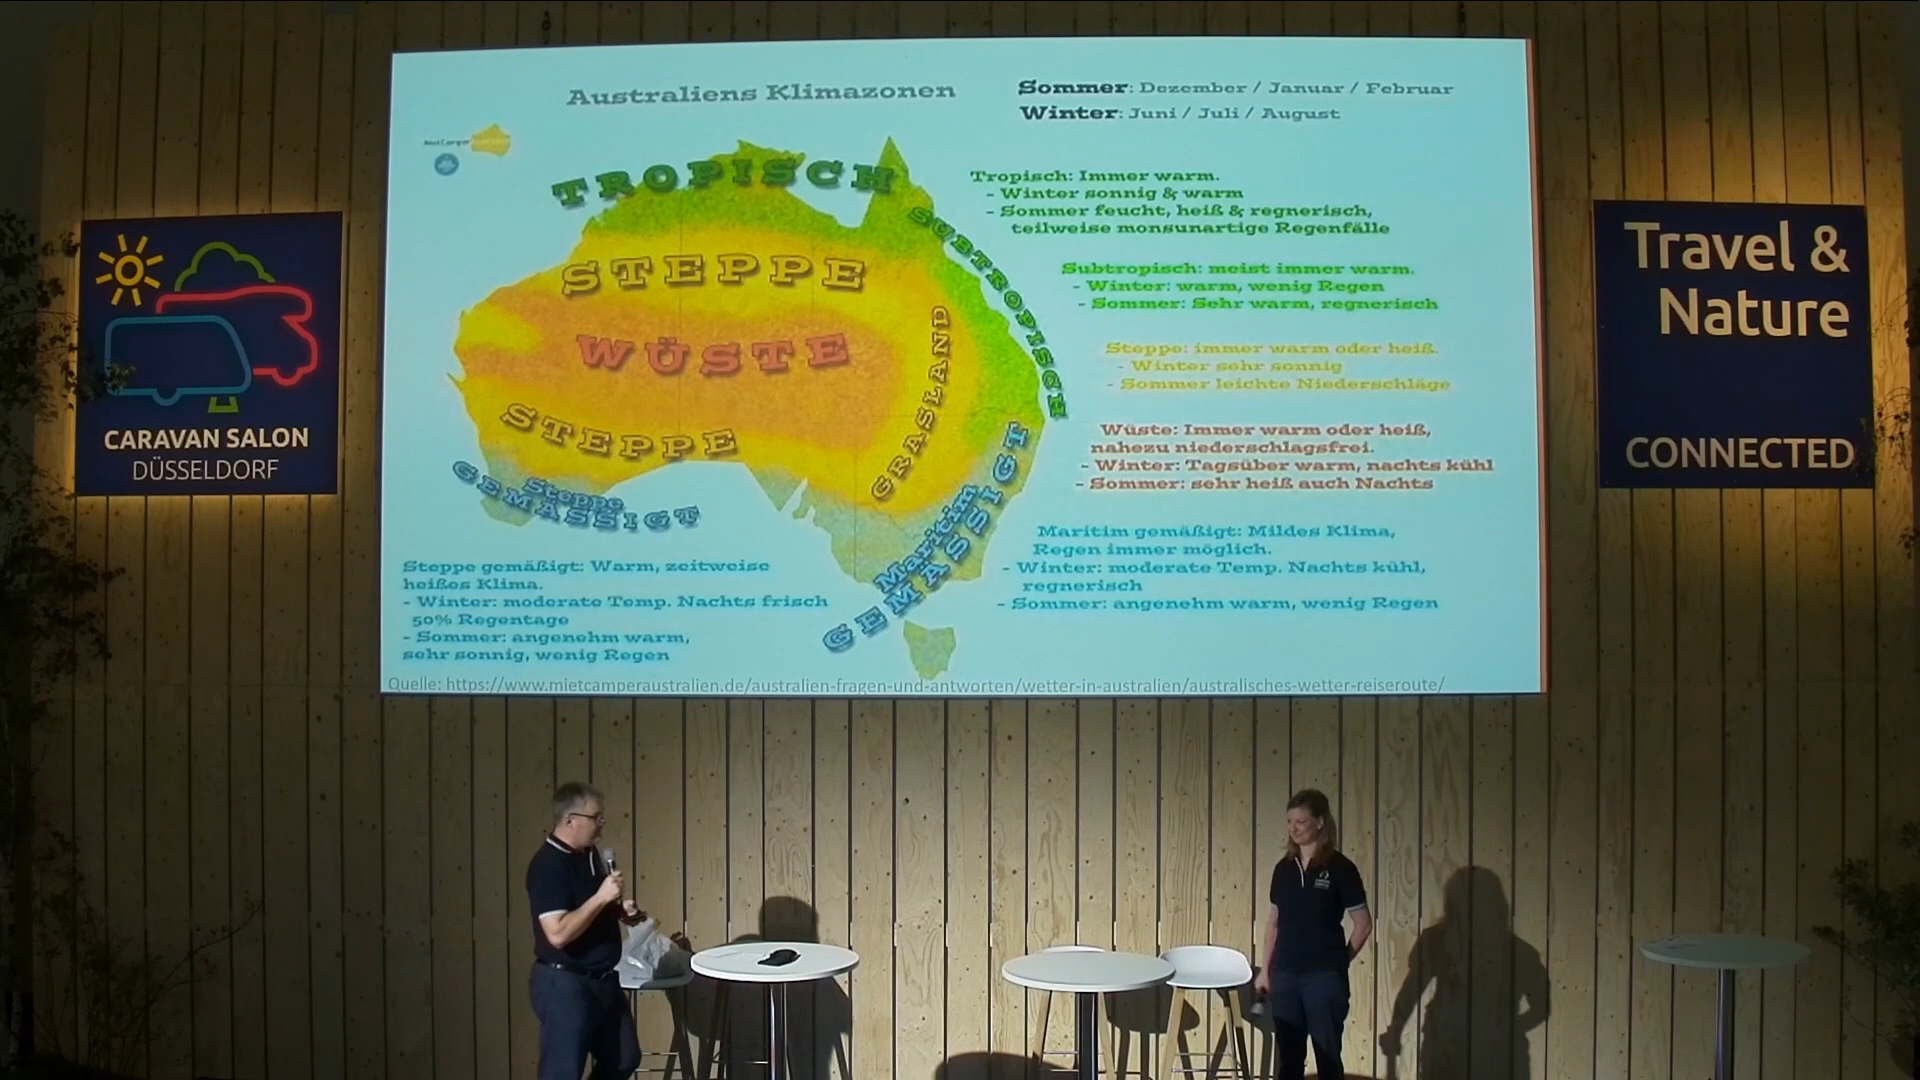 Australiens Klimazonen
Sommer: Dezember / Januar / Februar
Winter: Juni / Juli / August
TROPISCH
SUBTROPISCH
STEPPE
WÜSTE
GRASLAND
STEPPE
Steppe
GEMÄSSIGT
Maritim
GEMÄSSIGT
Tropisch: Immer warm.
- Winter sonnig & warm
- Sommer feucht, heiß & regnerisch,
teilweise monsunartige Regenfälle
Subtropisch: meist immer warm.
- Winter: warm, wenig Regen
- Sommer: Sehr warm, regnerisch
Steppe: immer warm oder heiß.
- Winter sehr sonnig
- Sommer leichte Niederschläge
Wüste: Immer warm oder heiß,
nahezu niederschlagsfrei.
- Winter: Tagsüber warm, nachts kühl
- Sommer: sehr heiß auch Nachts
Maritim gemäßigt: Mildes Klima,
Regen immer möglich.
- Winter: moderate Temp. Nachts kühl,
regnerisch
- Sommer: angenehm warm, wenig Regen
Steppe gemäßigt: Warm, zeitweise
heißes Klima.
- Winter: moderate Temp. Nachts frisch
50% Regentage
- Sommer: angenehm warm,
sehr sonnig, wenig Regen
Quelle: https://www.mietcamperaustralien.de/australien-fragen-und-antworten/wetter-in-australien/australisches-wetter-reiseroute/
CARAVAN SALON
DÜSSELDORF
Travel &
Nature
CONNECTED